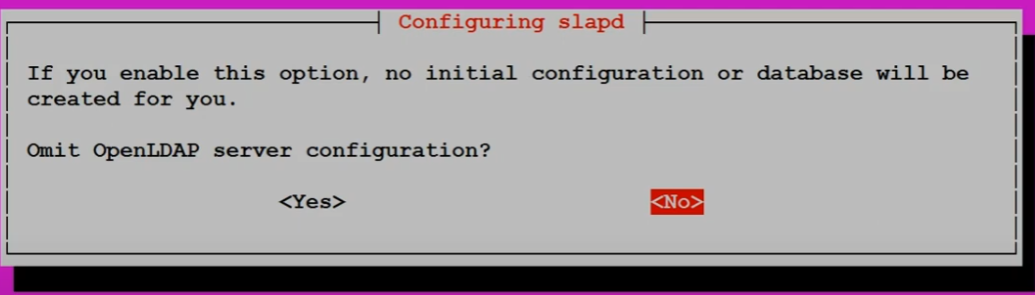 Configuring slapd
If you enable this option, no initial configuration or database will be
created for you.
Omit OpenLDAP server configuration?
<Yes> <No>